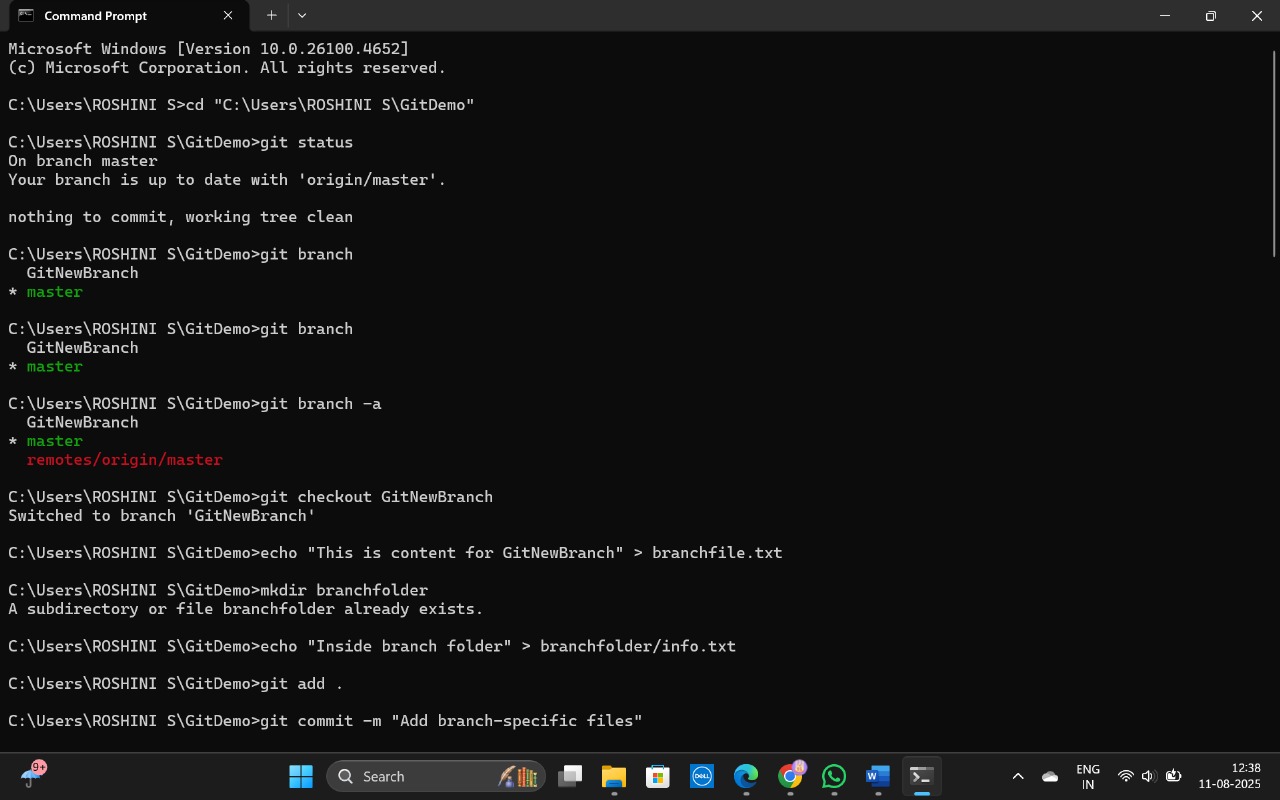 Command Prompt
Microsoft Windows [Version 10.0.26100.4652]
(c) Microsoft Corporation. All rights reserved.
C:\Users\ROSHINI S>cd "C:\Users\ROSHINI S\GitDemo"
C:\Users\ROSHINI S\GitDemo>git status
On branch master
Your branch is up to date with 'origin/master'.
nothing to commit, working tree clean
C:\Users\ROSHINI S\GitDemo>git branch
  GitNewBranch
* master
C:\Users\ROSHINI S\GitDemo>git branch
  GitNewBranch
* master
C:\Users\ROSHINI S\GitDemo>git branch -a
  GitNewBranch
* master
  remotes/origin/master
C:\Users\ROSHINI S\GitDemo>git checkout GitNewBranch
Switched to branch 'GitNewBranch'
C:\Users\ROSHINI S\GitDemo>echo "This is content for GitNewBranch" > branchfile.txt
C:\Users\ROSHINI S\GitDemo>mkdir branchfolder
A subdirectory or file branchfolder already exists.
C:\Users\ROSHINI S\GitDemo>echo "Inside branch folder" > branchfolder/info.txt
C:\Users\ROSHINI S\GitDemo>git add .
C:\Users\ROSHINI S\GitDemo>git commit -m "Add branch-specific files"
9+
Search
DELL
W
ENG
IN
12:38
11-08-2025